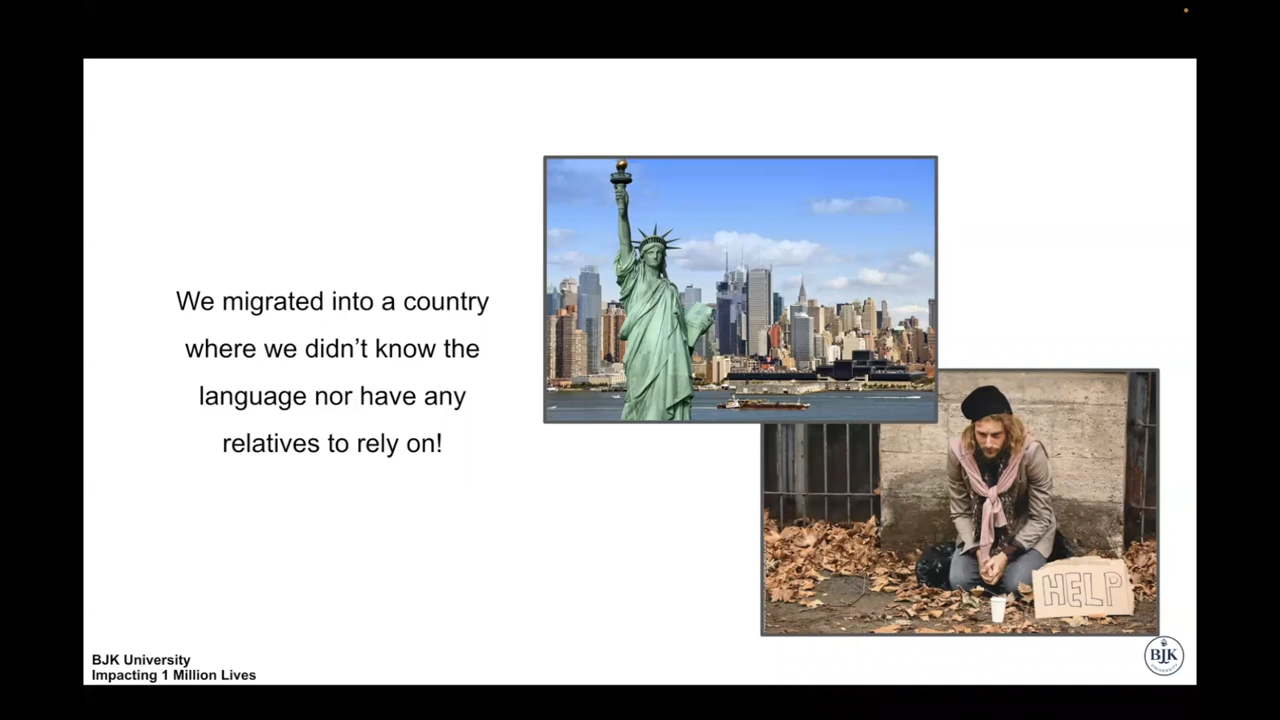 We migrated into a country
where we didn’t know the
language nor have any
relatives to rely on!
HELP
BJK University
Impacting 1 Million Lives
BJK
UNIVERSITY